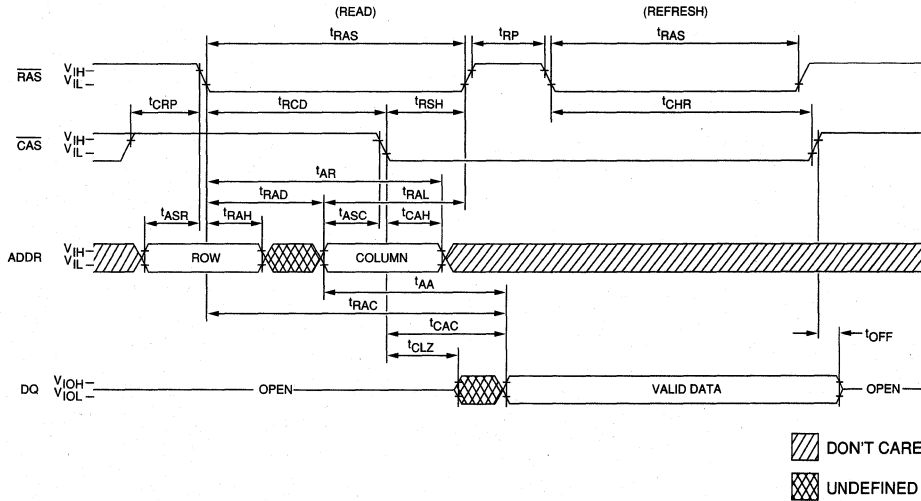 (READ) (REFRESH)
tRAS tRP tRAS
RAS VIH VIL
tCRP tRCD tRSH tCHR
CAS VIH VIL
tAR
tRAD tRAL
tASR tRAH tASC tCAH
ADDR VIH VIL ROW COLUMN
tAA
tRAC
tCAC
tCLZ tOFF
DQ VIOH VIOL OPEN VALID DATA OPEN
DON'T CARE
UNDEFINED